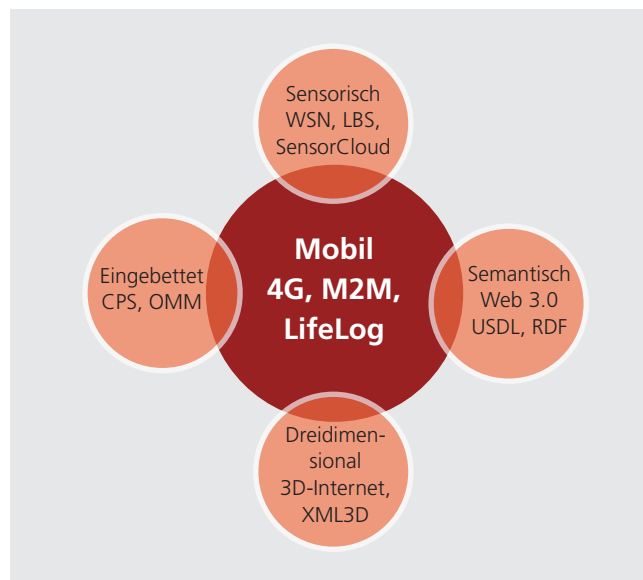 Sensorisch
WSN, LBS,
SensorCloud
Eingebettet
CPS, OMM
Mobil
4G, M2M,
LifeLog
Semantisch
Web 3.0
USDL, RDF
Dreidimen-
sional
3D-Internet,
XML3D